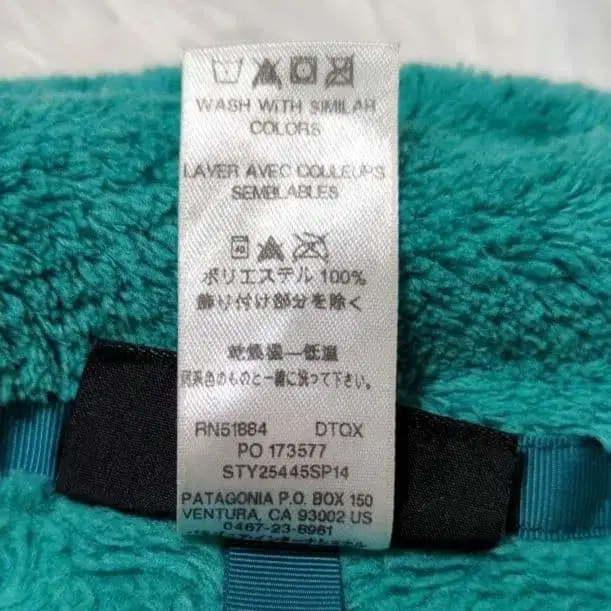 WASH WITH SIMILAR
COLORS
LAVER AVEC COULEURS
SEMBLABLES
40
ポリエステル 100%
飾り付け部分を除く
乾燥機―低温
同系色のものと一緒に洗って下さい。
RN51884 DTQX
PO 173577
STY25445SP14
PATAGONIA P.O. BOX 150
VENTURA, CA 93002 US
0467-23-8961